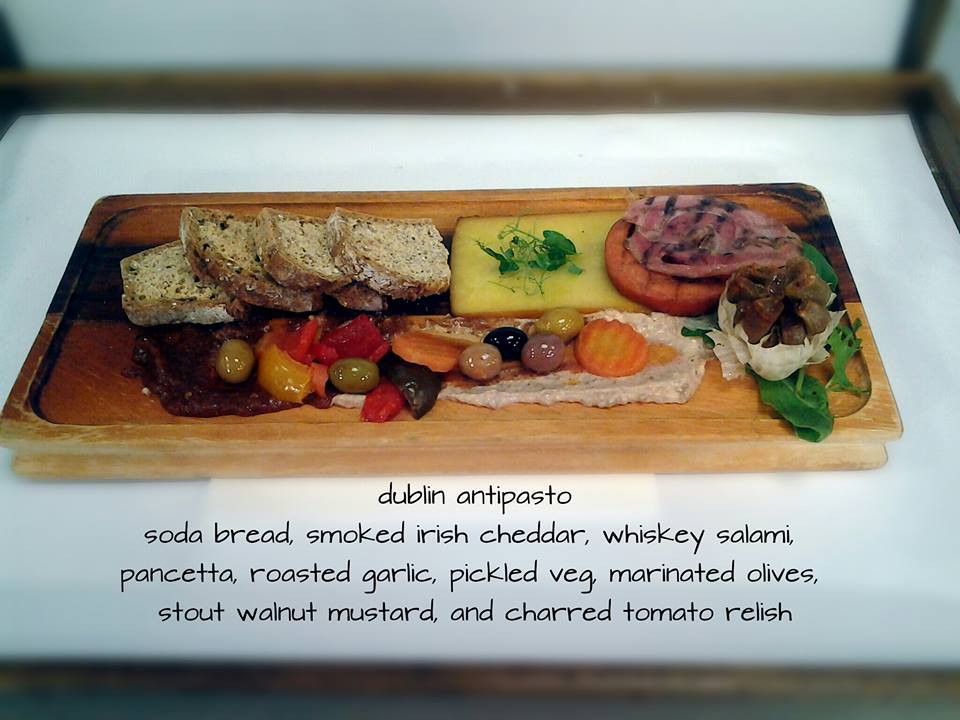 dublin antipasto
soda bread, smoked irish cheddar, whiskey salami,
pancetta, roasted garlic, pickled veg, marinated olives,
stout walnut mustard, and charred tomato relish